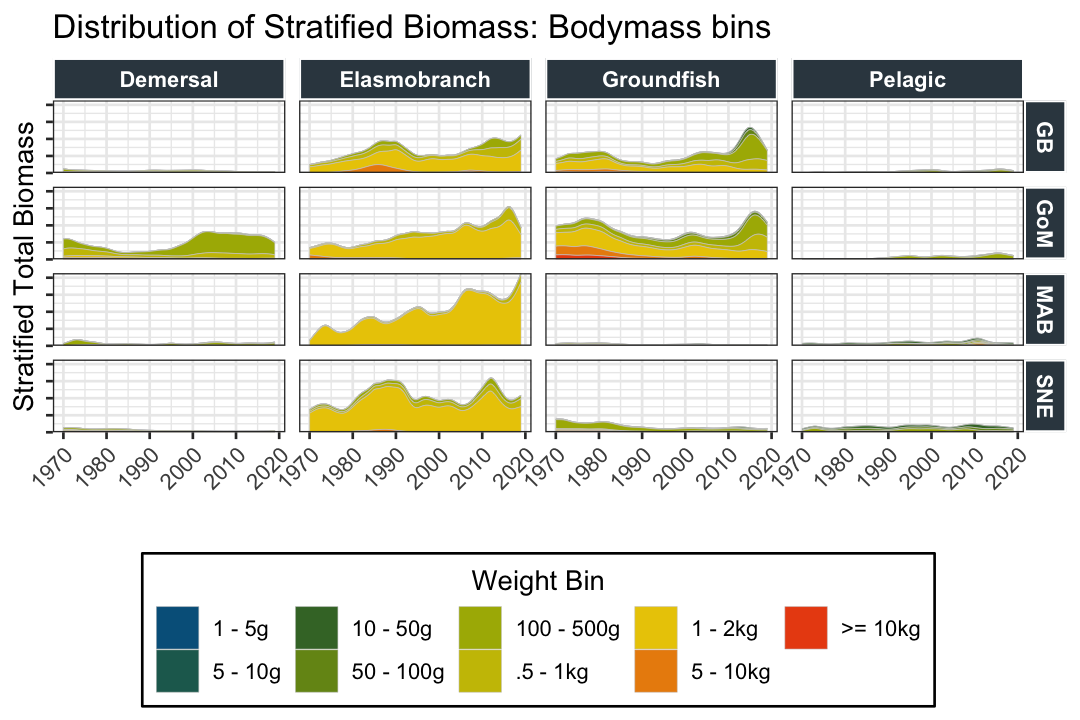 Distribution of Stratified Biomass: Bodymass bins
Demersal
Elasmobranch
Groundfish
Pelagic
Stratified Total Biomass
GB
GoM
MAB
SNE
1970 1980 1990 2000 2010 2020
1970 1980 1990 2000 2010 2020
1970 1980 1990 2000 2010 2020
1970 1980 1990 2000 2010 2020
Weight Bin
1 - 5g
10 - 50g
100 - 500g
1 - 2kg
>= 10kg
5 - 10g
50 - 100g
.5 - 1kg
5 - 10kg